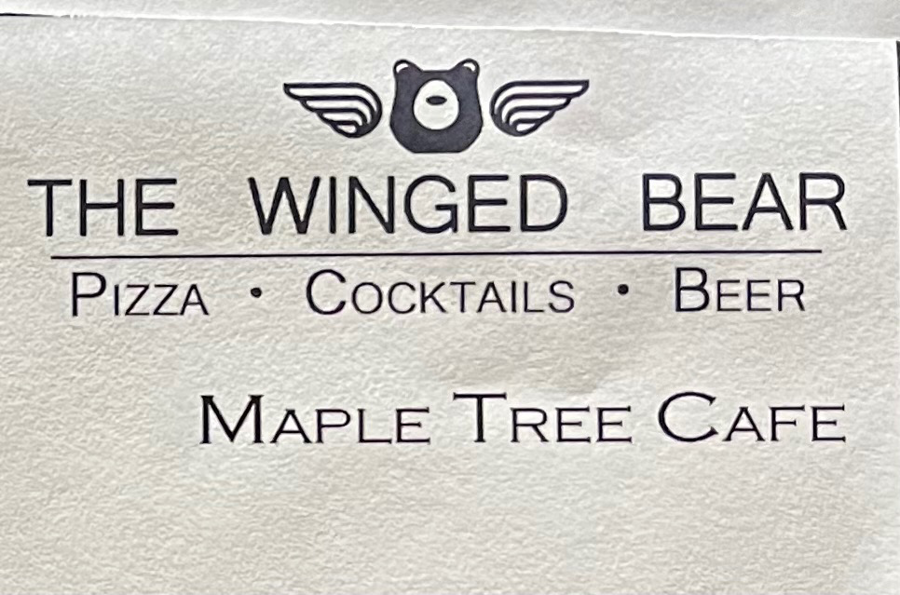 THE WINGED BEAR
PIZZA • COCKTAILS • BEER
MAPLE TREE CAFE